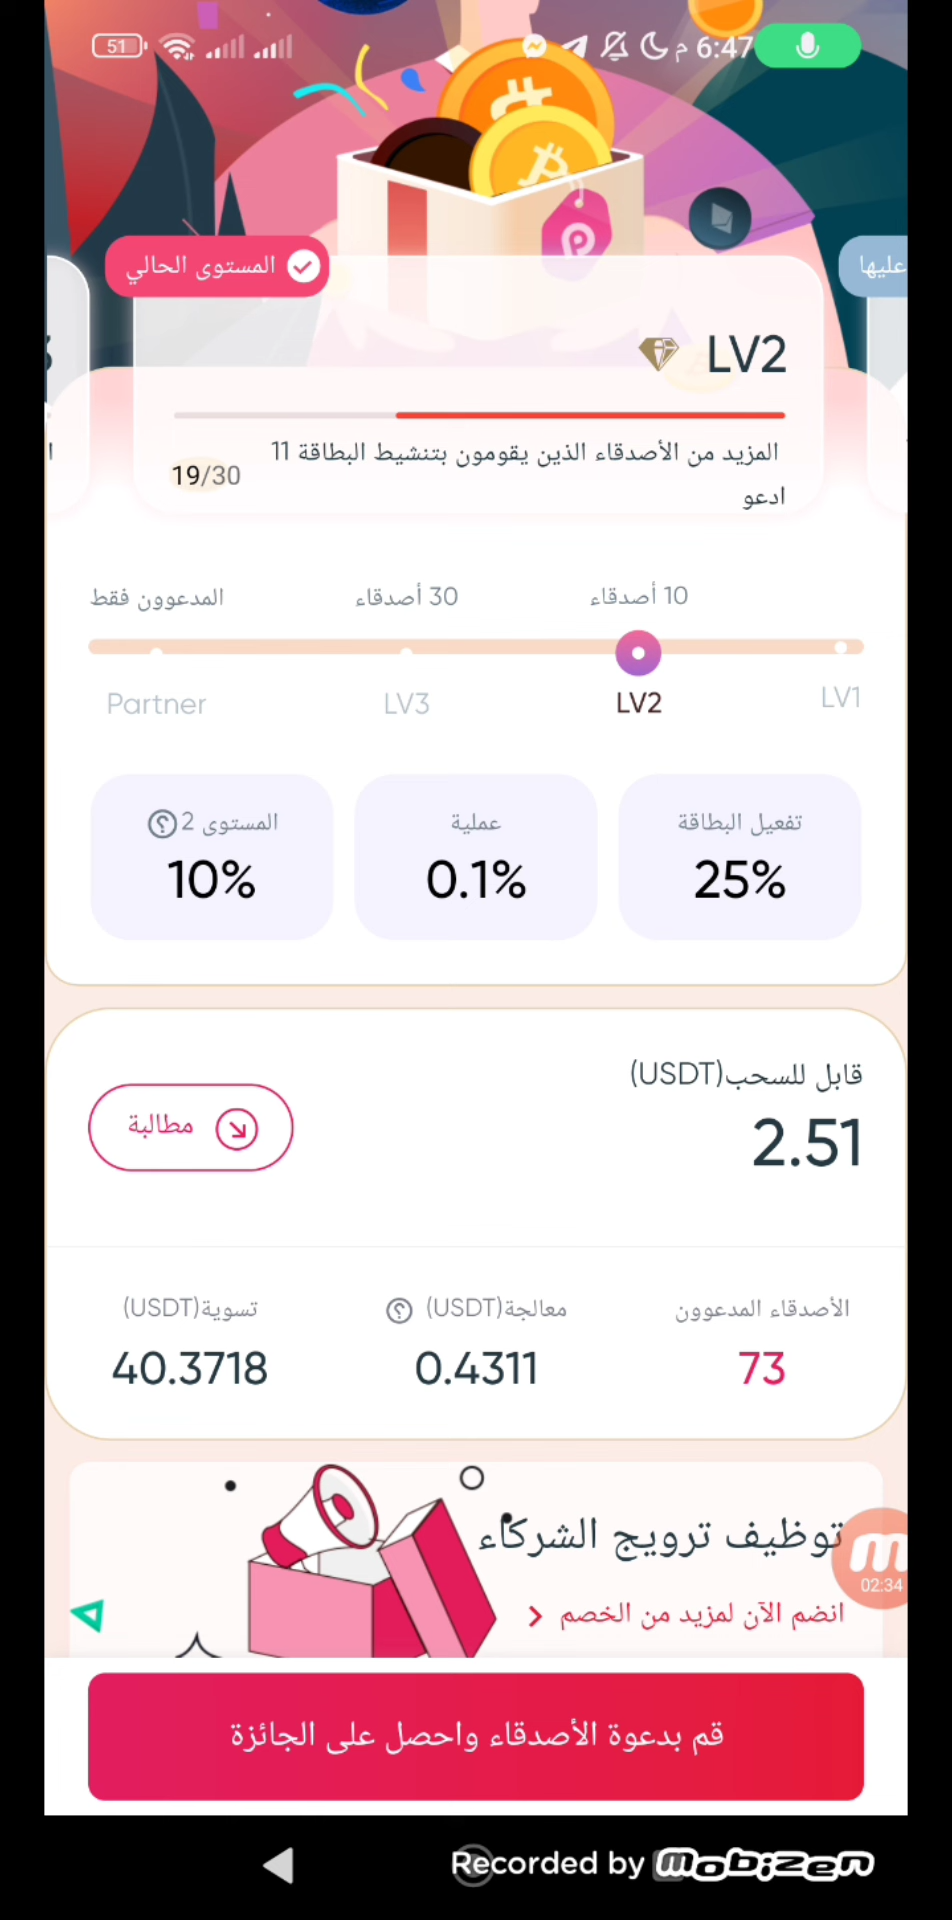 51
6:47 م
المستوى الحالي
عليها
LV2
المزيد من الأصدقاء الذين يقومون بتنشيط البطاقة 11
ادعو
19/30
10 أصدقاء
30 أصدقاء
المدعوون فقط
LV1
LV2
LV3
Partner
تفعيل البطاقة
عملية
المستوى 2
25%
0.1%
10%
قابل للسحب(USDT)
2.51
مطالبة
الأصدقاء المدعوون
معالجة(USDT)
تسوية(USDT)
73
0.4311
40.3718
توظيف ترويج الشركاء
انضم الآن لمزيد من الخصم
02:34
قم بدعوة الأصدقاء واحصل على الجائزة
Recorded by Mobizen